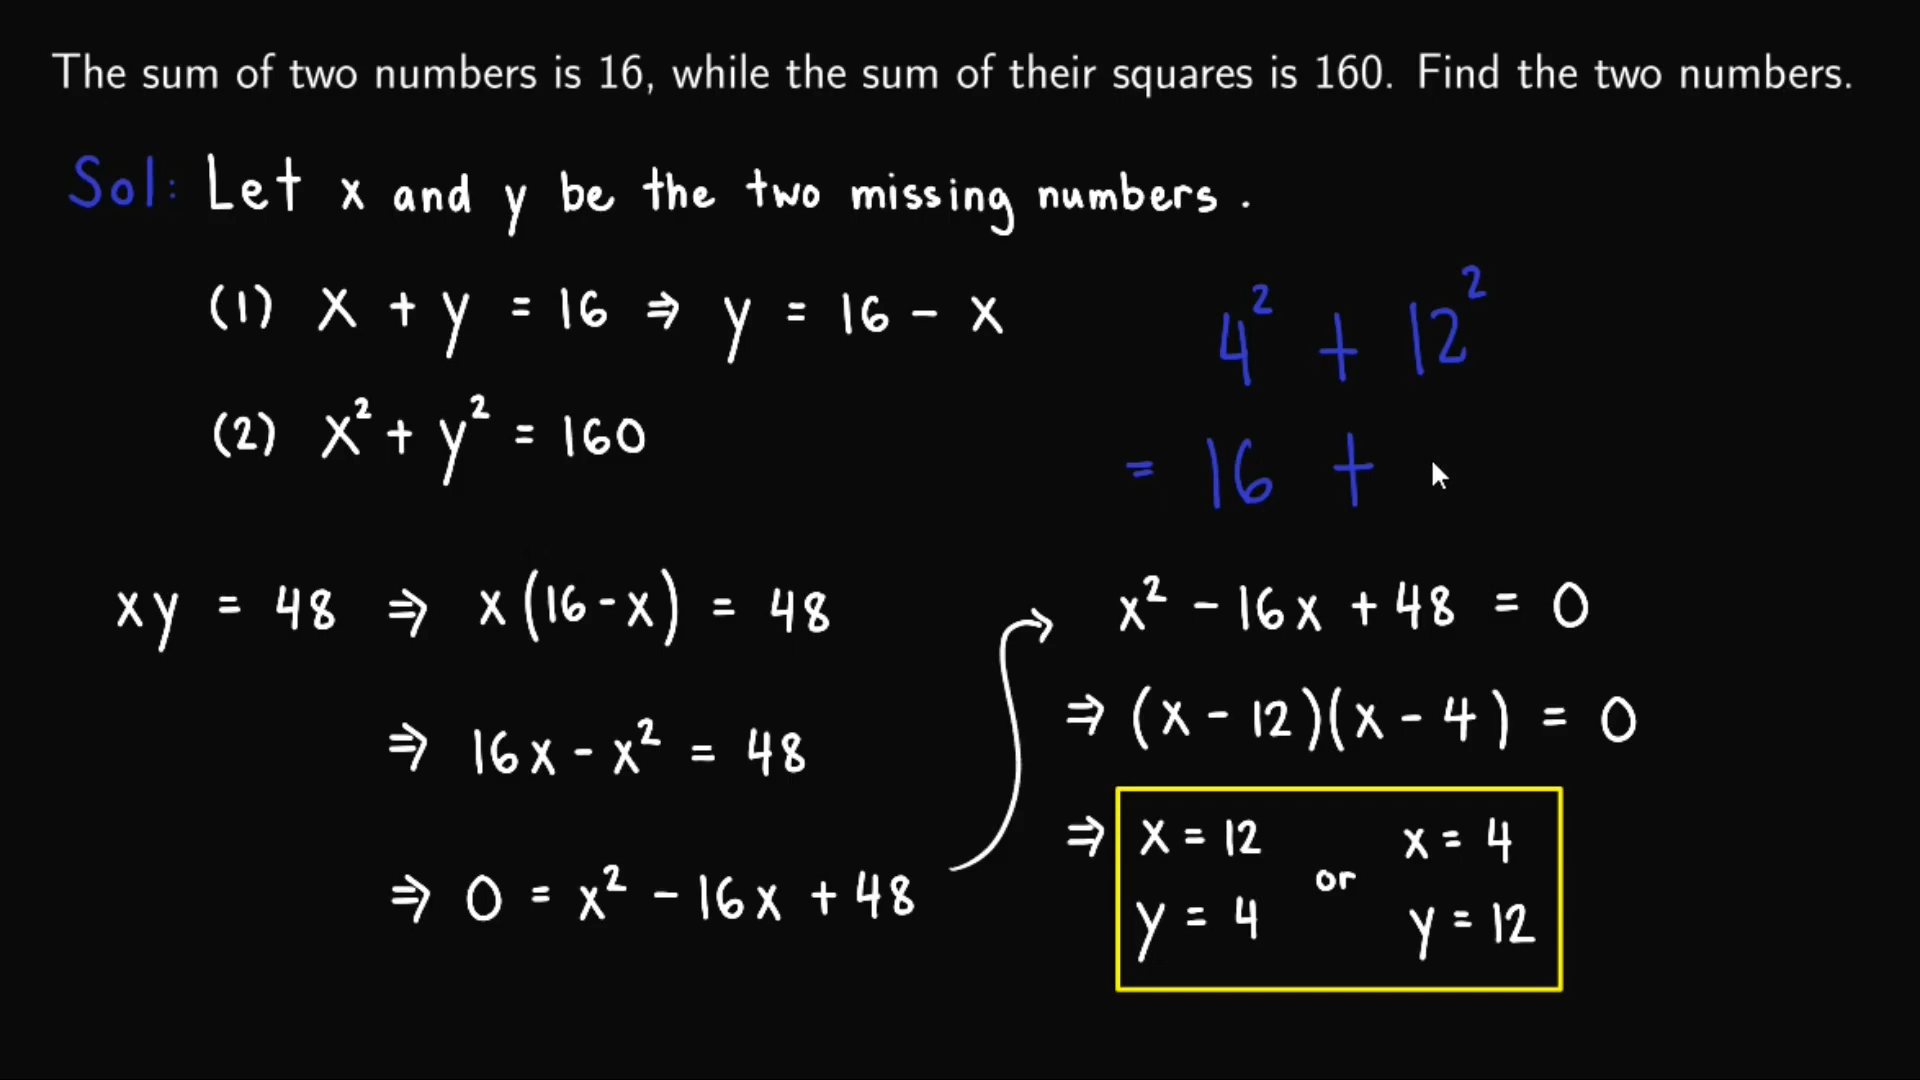 The sum of two numbers is 16, while the sum of their squares is 160. Find the two numbers.
Sol: Let x and y be the two missing numbers.
(1) x + y = 16 ⇒ y = 16 - x
(2) x² + y² = 160
4² + 12²
= 16 +
xy = 48 ⇒ x(16-x) = 48
⇒ 16x - x² = 48
⇒ 0 = x² - 16x + 48
x² - 16x + 48 = 0
⇒ (x - 12)(x - 4) = 0
⇒ x = 12 or x = 4
y = 4 y = 12